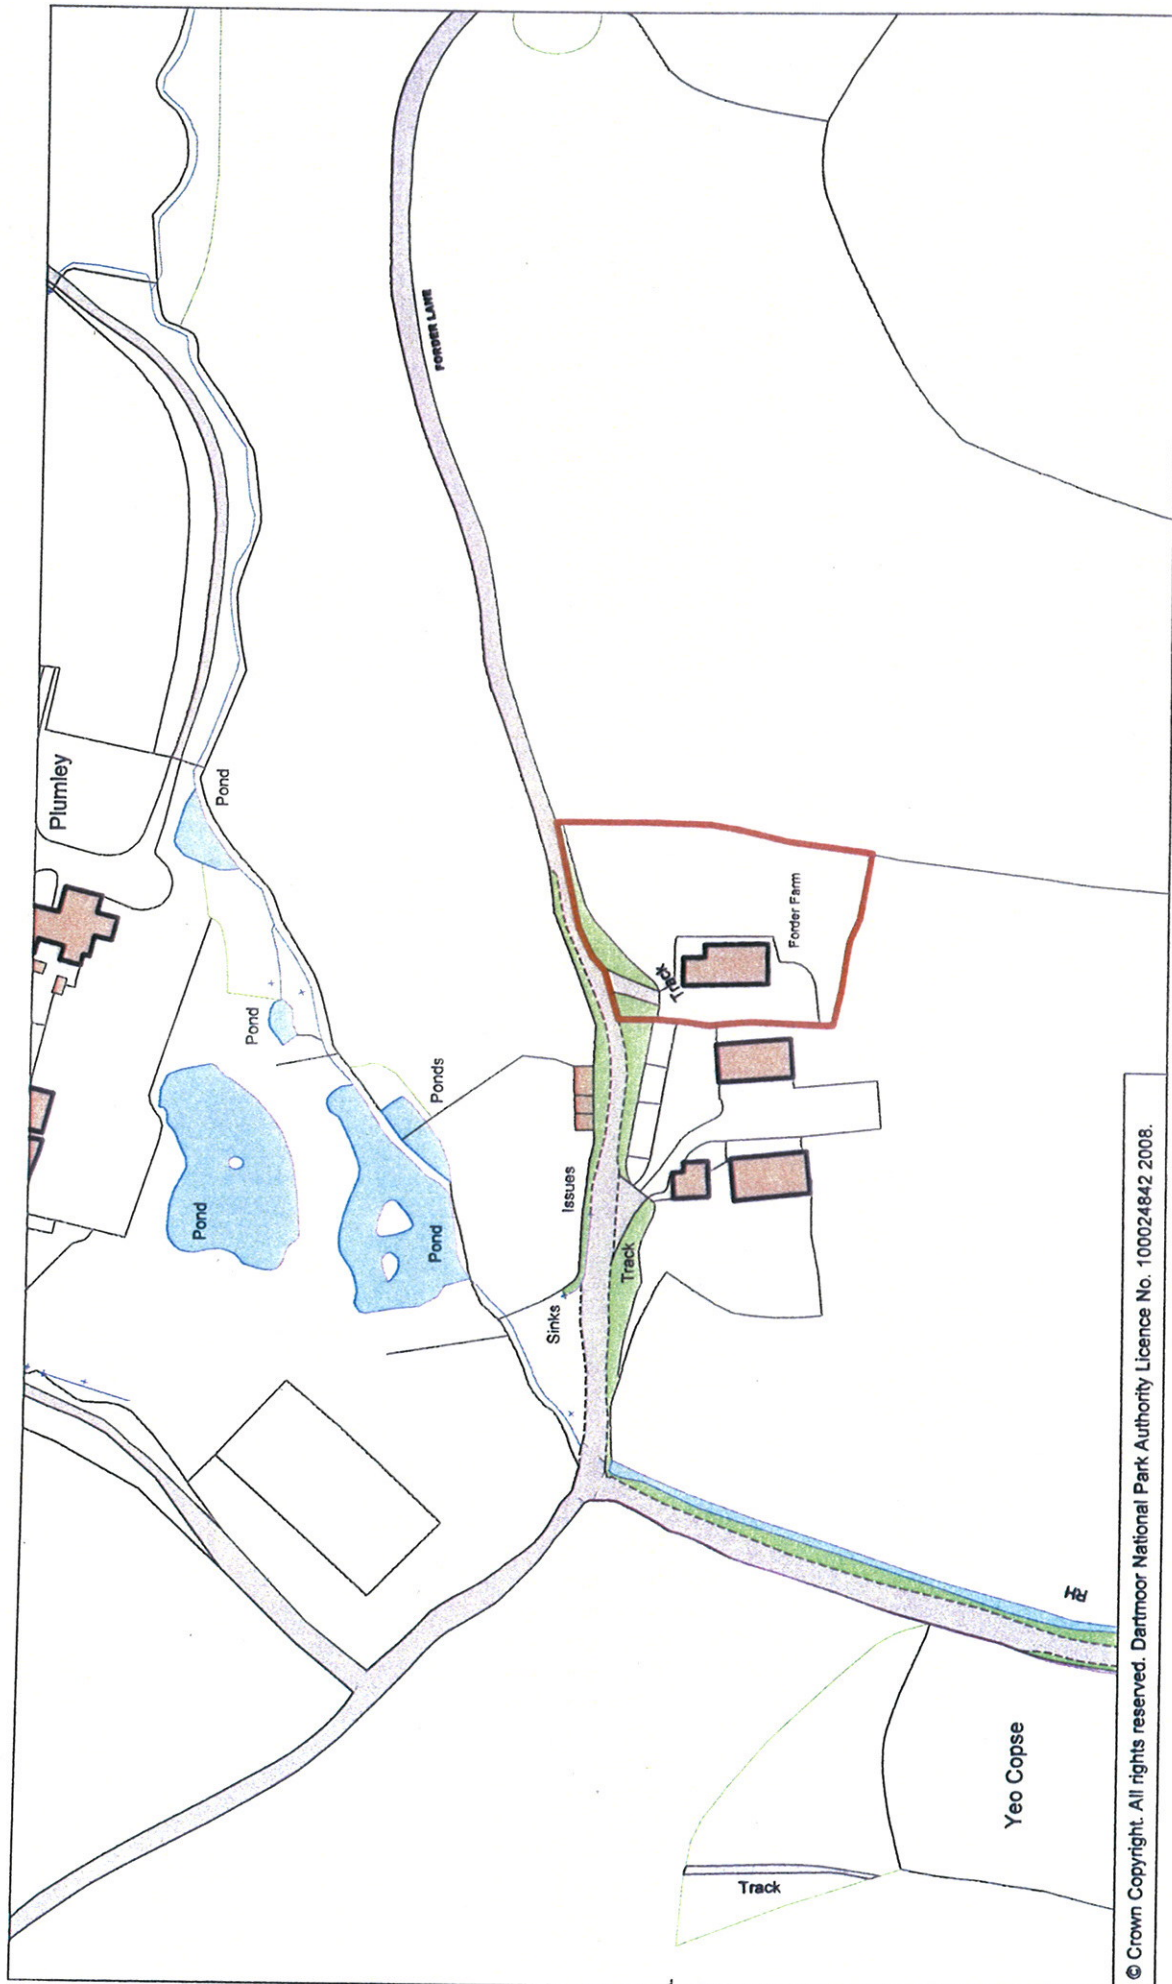 Plumley
Pond
FORDER LANE
Pond
Pond
Ponds
Pond
Issues
Sinks
Track
Track
Forder Farm
Yeo Copse
Track
© Crown Copyright. All rights reserved. Dartmoor National Park Authority Licence No. 100024842 2008.